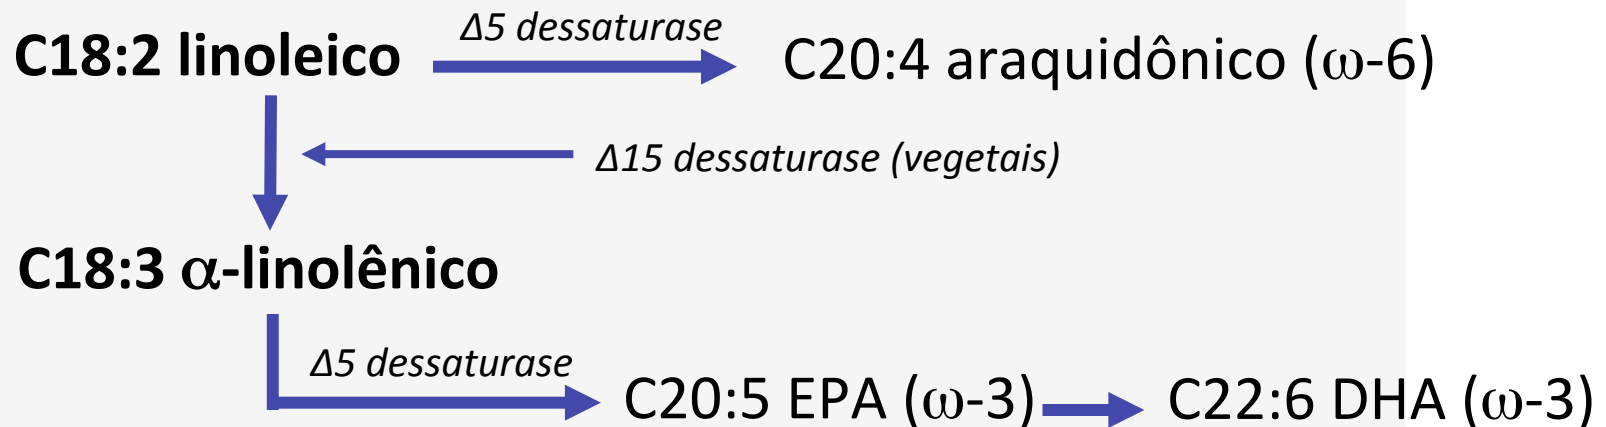 C18:2 linoleico
Δ5 dessaturase
C20:4 araquidônico (ω-6)
Δ15 dessaturase (vegetais)
C18:3 α-linolênico
Δ5 dessaturase
C20:5 EPA (ω-3)
C22:6 DHA (ω-3)